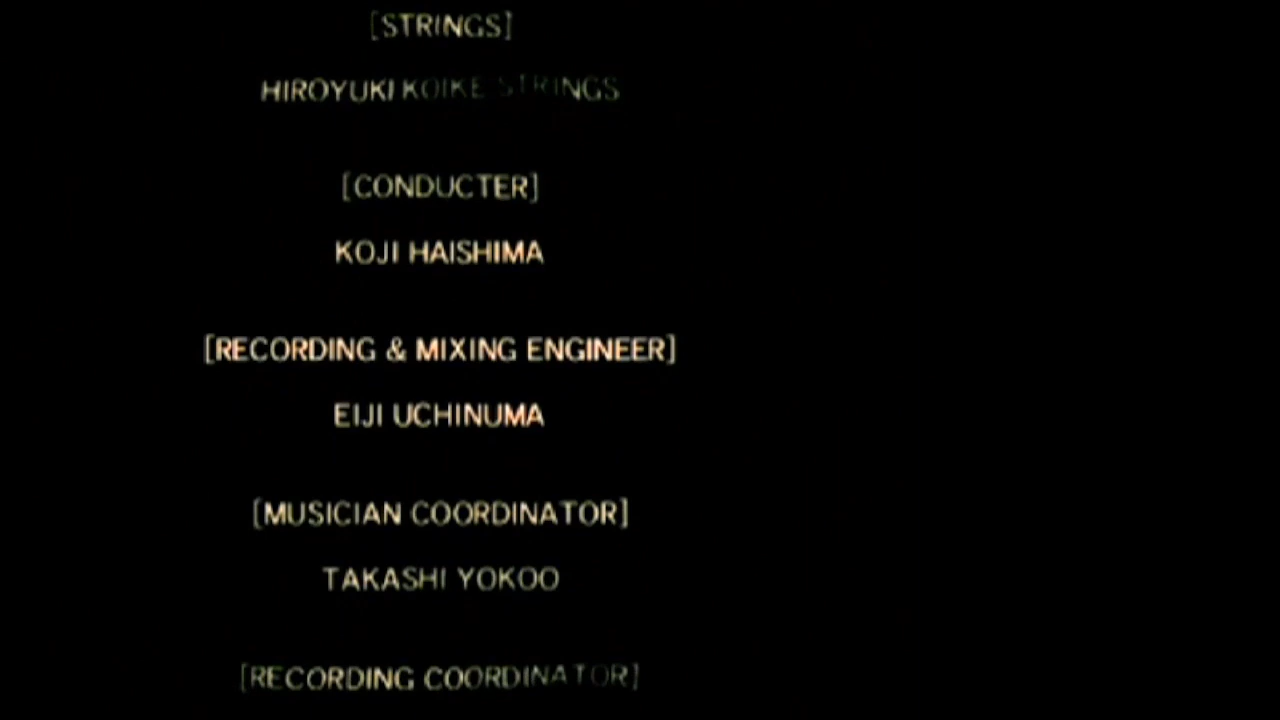 [STRINGS]
HIROYUKI KOIKE STRINGS
[CONDUCTER]
KOJI HAISHIMA
[RECORDING & MIXING ENGINEER]
EIJI UCHINUMA
[MUSICIAN COORDINATOR]
TAKASHI YOKOO
[RECORDING COORDINATOR]